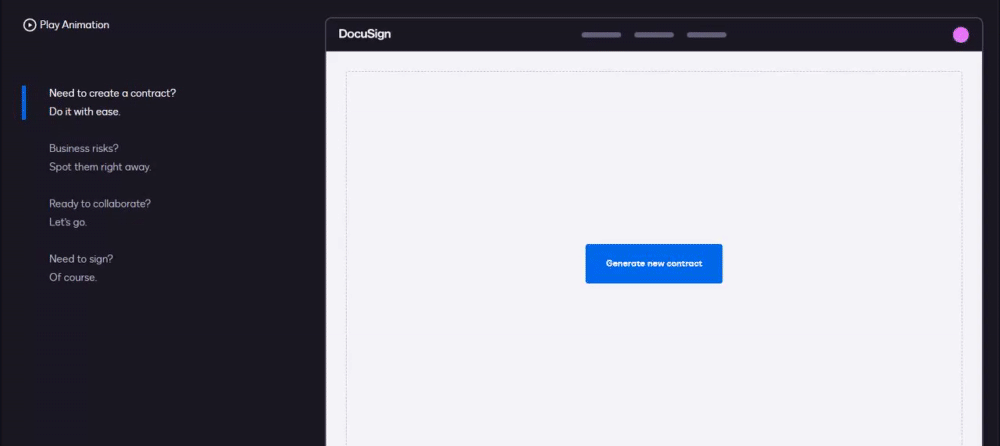 Play Animation
DocuSign
Need to create a contract?
Do it with ease.
Business risks?
Spot them right away.
Ready to collaborate?
Let's go.
Need to sign?
Of course.
Generate new contract